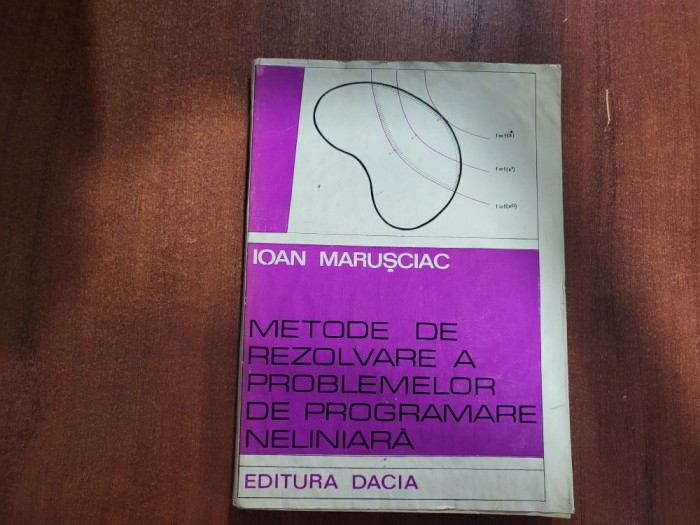 IOAN MARUȘCIAC
METODE DE
REZOLVARE A
PROBLEMELOR
DE PROGRAMARE
NELINIARĂ
EDITURA DACIA